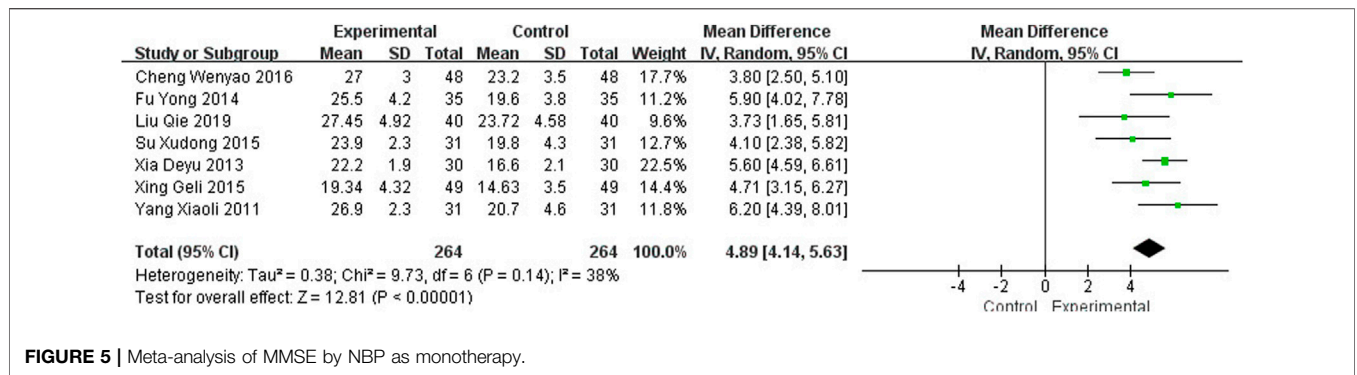 Experimental Control Mean Difference Mean Difference
Study or Subgroup Mean SD Total Mean SD Total Weight IV, Random, 95% CI IV, Random, 95% CI
Cheng Wenyao 2016 27 3 48 23.2 3.5 48 17.7% 3.80 [2.50, 5.10]
Fu Yong 2014 25.5 4.2 35 19.6 3.8 35 11.2% 5.90 [4.02, 7.78]
Liu Qie 2019 27.45 4.92 40 23.72 4.58 40 9.6% 3.73 [1.65, 5.81]
Su Xudong 2015 23.9 2.3 31 19.8 4.3 31 12.7% 4.10 [2.38, 5.82]
Xia Deyu 2013 22.2 1.9 30 16.6 2.1 30 22.5% 5.60 [4.59, 6.61]
Xing Geli 2015 19.34 4.32 49 14.63 3.5 49 14.4% 4.71 [3.15, 6.27]
Yang Xiaoli 2011 26.9 2.3 31 20.7 4.6 31 11.8% 6.20 [4.39, 8.01]
Total (95% CI) 264 264 100.0% 4.89 [4.14, 5.63]
Heterogeneity: Tau² = 0.38; Chi² = 9.73, df = 6 (P = 0.14); I² = 38%
Test for overall effect: Z = 12.81 (P < 0.00001)
-4 -2 0 2 4
Control Experimental
FIGURE 5 | Meta-analysis of MMSE by NBP as monotherapy.